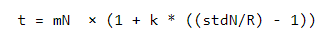 t = mN × (1 + k * ((stdN/R) - 1))